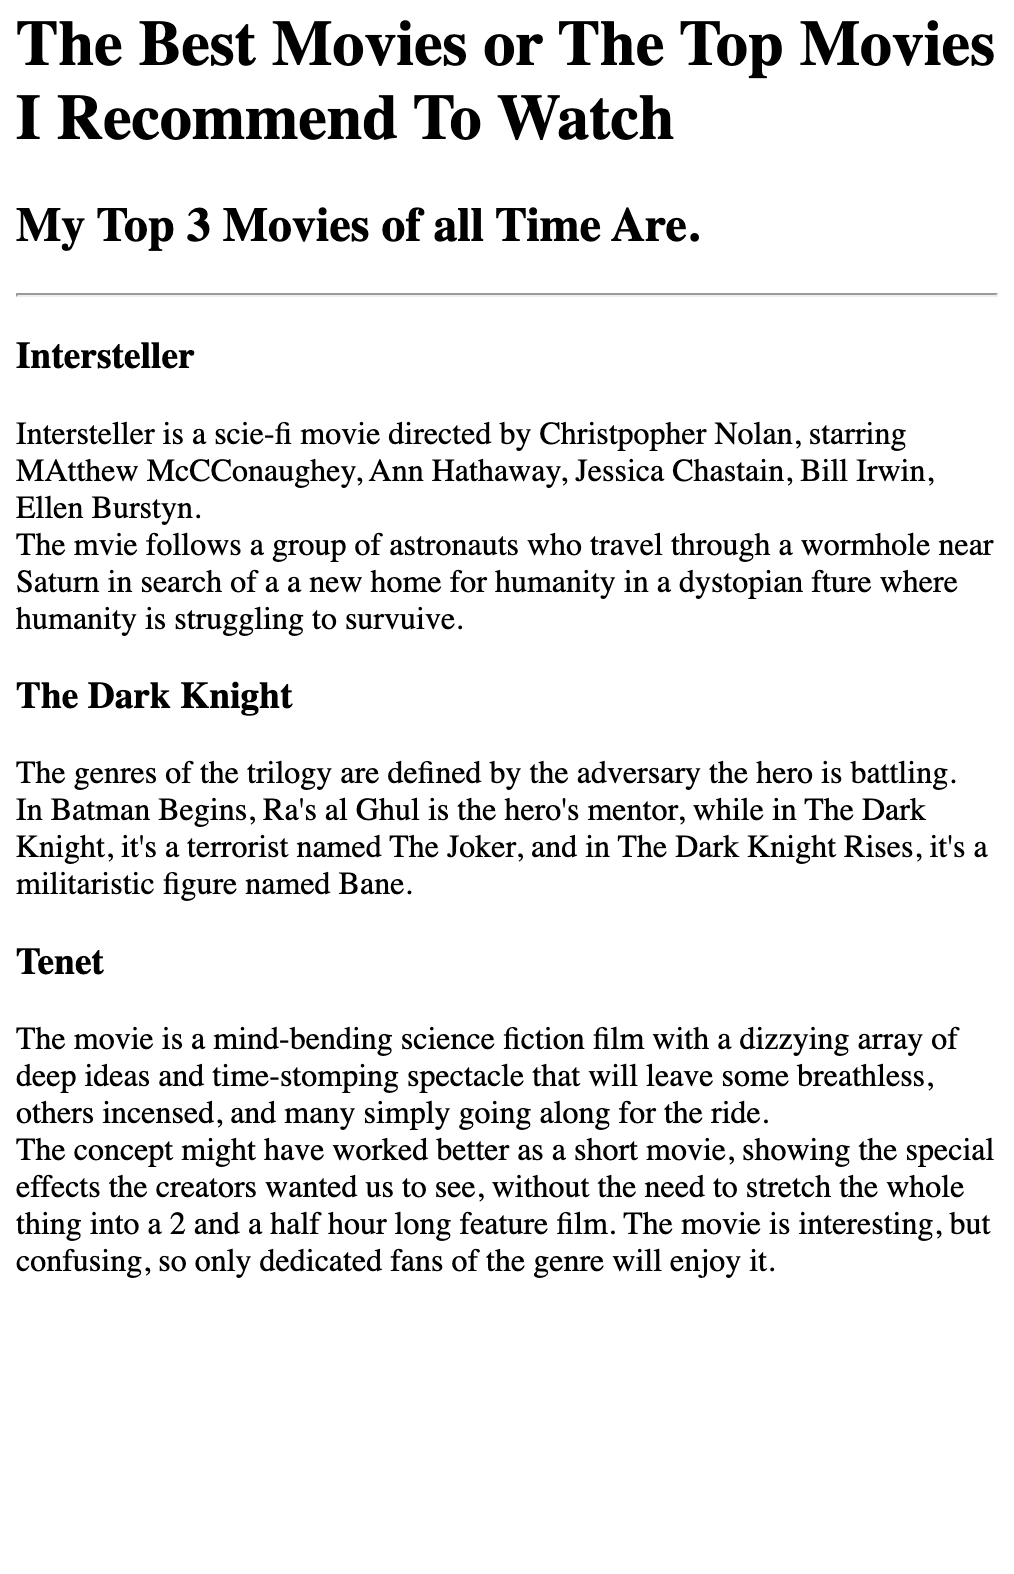 The Best Movies or The Top Movies
I Recommend To Watch
My Top 3 Movies of all Time Are.
Intersteller
Intersteller is a scie-fi movie directed by Christpopher Nolan, starring
MAtthew McCConaughey, Ann Hathaway, Jessica Chastain, Bill Irwin,
Ellen Burstyn.
The mvie follows a group of astronauts who travel through a wormhole near
Saturn in search of a a new home for humanity in a dystopian fture where
humanity is struggling to survuive.
The Dark Knight
The genres of the trilogy are defined by the adversary the hero is battling.
In Batman Begins, Ra's al Ghul is the hero's mentor, while in The Dark
Knight, it's a terrorist named The Joker, and in The Dark Knight Rises, it's a
militaristic figure named Bane.
Tenet
The movie is a mind-bending science fiction film with a dizzying array of
deep ideas and time-stomping spectacle that will leave some breathless,
others incensed, and many simply going along for the ride.
The concept might have worked better as a short movie, showing the special
effects the creators wanted us to see, without the need to stretch the whole
thing into a 2 and a half hour long feature film. The movie is interesting, but
confusing, so only dedicated fans of the genre will enjoy it.